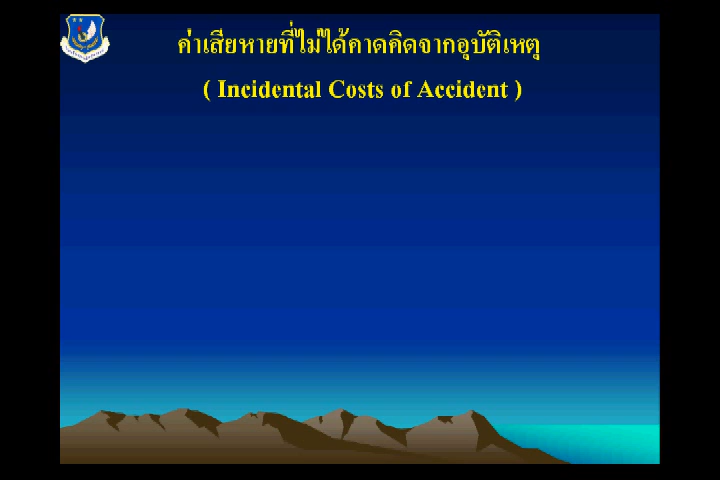 ค่าเสียหายที่ไม่ได้คาดคิดจากอุบัติเหตุ
( Incidental Costs of Accident )